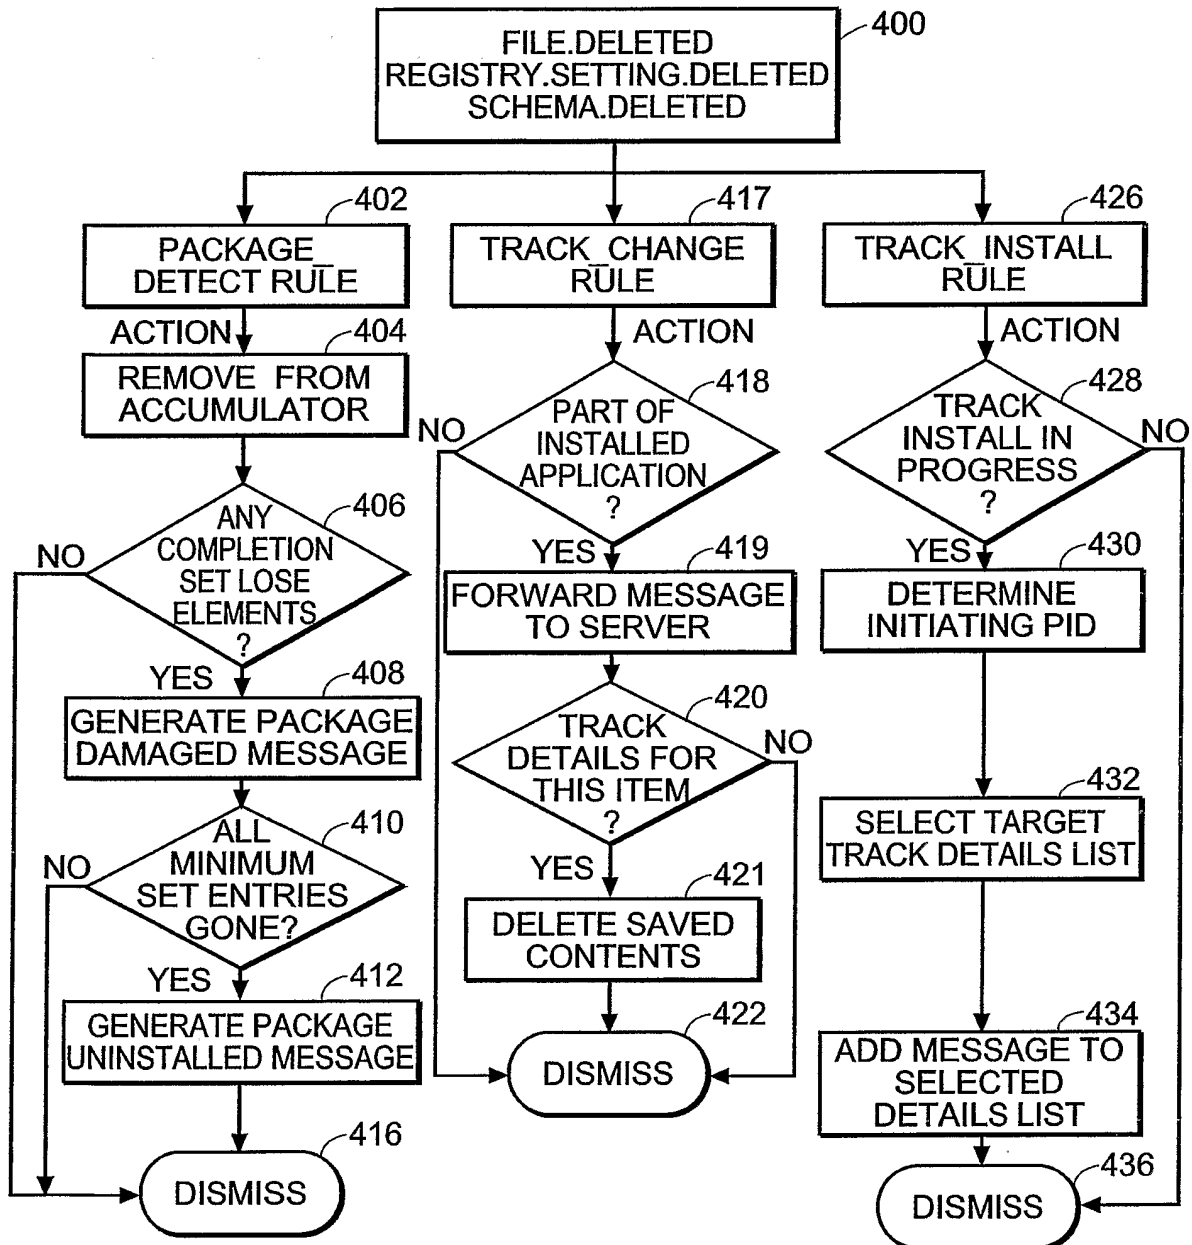 400
FILE.DELETED
REGISTRY.SETTING.DELETED
SCHEMA.DELETED
402
PACKAGE_
DETECT RULE
ACTION
404
REMOVE FROM
ACCUMULATOR
406
ANY
COMPLETION
SET LOSE
ELEMENTS
?
NO
YES
408
GENERATE PACKAGE
DAMAGED MESSAGE
410
ALL
MINIMUM
SET ENTRIES
GONE?
NO
YES
412
GENERATE PACKAGE
UNINSTALLED MESSAGE
416
DISMISS
417
TRACK_CHANGE
RULE
ACTION
418
PART OF
INSTALLED
APPLICATION
?
NO
YES
419
FORWARD MESSAGE
TO SERVER
420
TRACK
DETAILS FOR
THIS ITEM
?
NO
YES
421
DELETE SAVED
CONTENTS
422
DISMISS
426
TRACK_INSTALL
RULE
ACTION
428
TRACK
INSTALL IN
PROGRESS
?
NO
YES
430
DETERMINE
INITIATING PID
432
SELECT TARGET
TRACK DETAILS LIST
434
ADD MESSAGE TO
SELECTED
DETAILS LIST
436
DISMISS